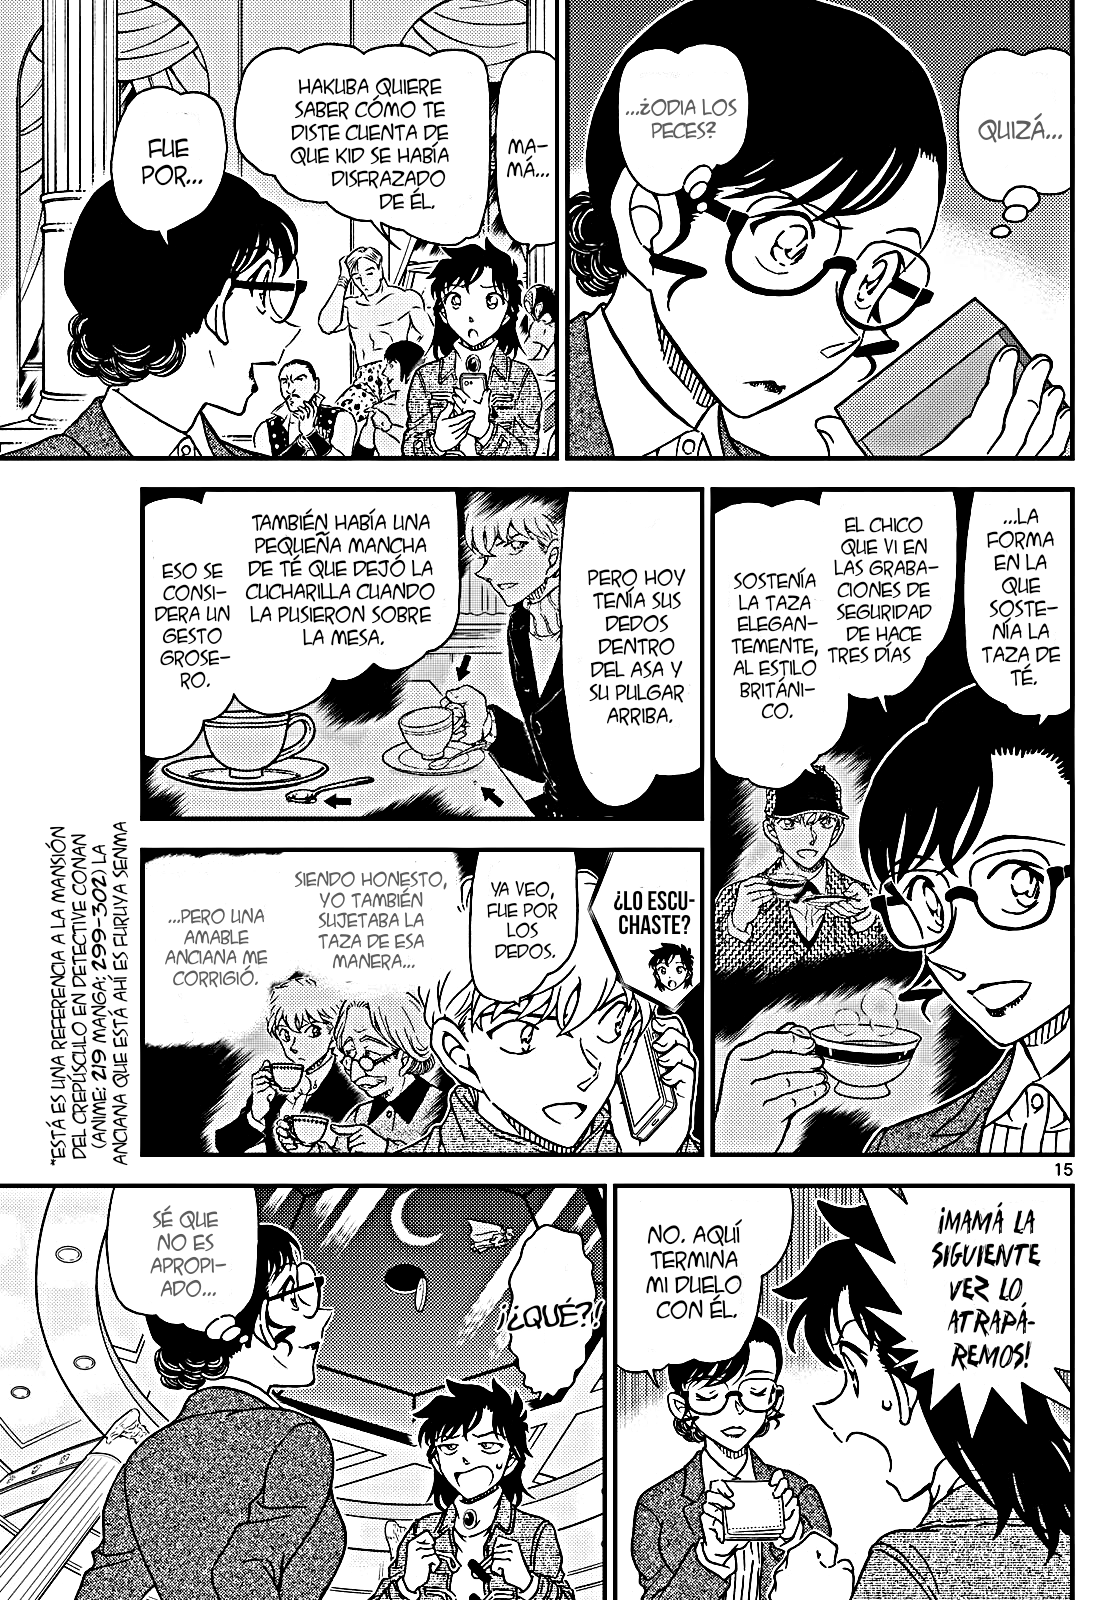 QUIZÁ...
...¿ODIA LOS
PECES?
MA-
MÁ...
HAKUBA QUIERE
SABER CÓMO TE
DISTE CUENTA DE
QUE KID SE HABÍA
DISFRAZADO
DE ÉL.
FUE
POR...
...LA
FORMA
EN LA
QUE
SOSTE-
NÍA LA
TAZA DE
TÉ.
EL CHICO
QUE VI EN
LAS GRABA-
CIONES DE
SEGURIDAD
DE HACE
TRES DÍAS
SOSTENÍA
LA TAZA
ELEGAN-
TEMENTE,
AL ESTILO
BRITÁNI-
CO.
PERO HOY
TENÍA SUS
DEDOS
DENTRO
DEL ASA Y
SU PULGAR
ARRIBA.
TAMBIÉN HABÍA UNA
PEQUEÑA MANCHA
DE TÉ QUE DEJÓ LA
CUCHARILLA CUANDO
LA PUSIERON SOBRE
LA MESA.
ESO SE
CONSI-
DERA UN
GESTO
GROSE-
RO.
¿LO ESCU-
CHASTE?
YA VEO,
FUE POR
LOS
DEDOS.
SIENDO HONESTO,
YO TAMBIÉN
SUJETABA LA
TAZA DE ESA
MANERA...
...PERO UNA
AMABLE
ANCIANA ME
CORRIGIÓ.
*ESTÁ ES UNA REFERENCIA A LA MANSIÓN
DEL CREPÚSCULO EN DETECTIVE CONAN
(ANIME: 219 MANGA: 299-302) LA
ANCIANA QUE ESTÁ AHÍ ES FURUYA SENMA
15
¡MAMÁ LA
SIGUIENTE
VEZ LO
ATRAPÁ-
REMOS!
NO. AQUÍ
TERMINA
MI DUELO
CON ÉL.
¡¿QUÉ?!
SÉ QUE
NO ES
APROPI-
ADO...